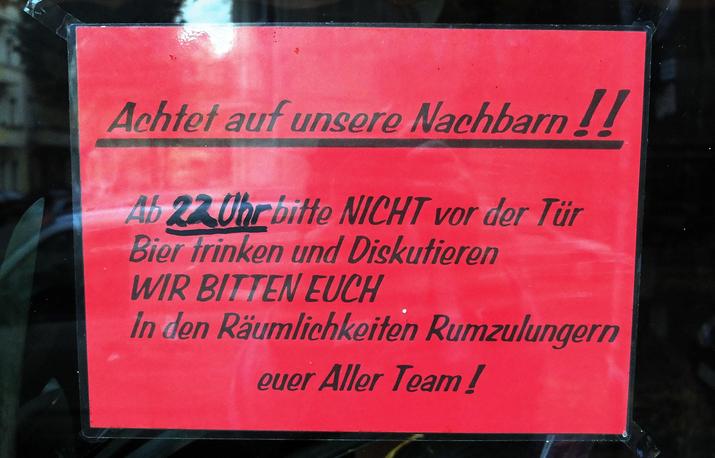 Achtet auf unsere Nachbarn!!
Ab 22 Uhr bitte NICHT vor der Tür
Bier trinken und Diskutieren
WIR BITTEN EUCH
In den Räumlichkeiten Rumzulungern
euer Aller Team!